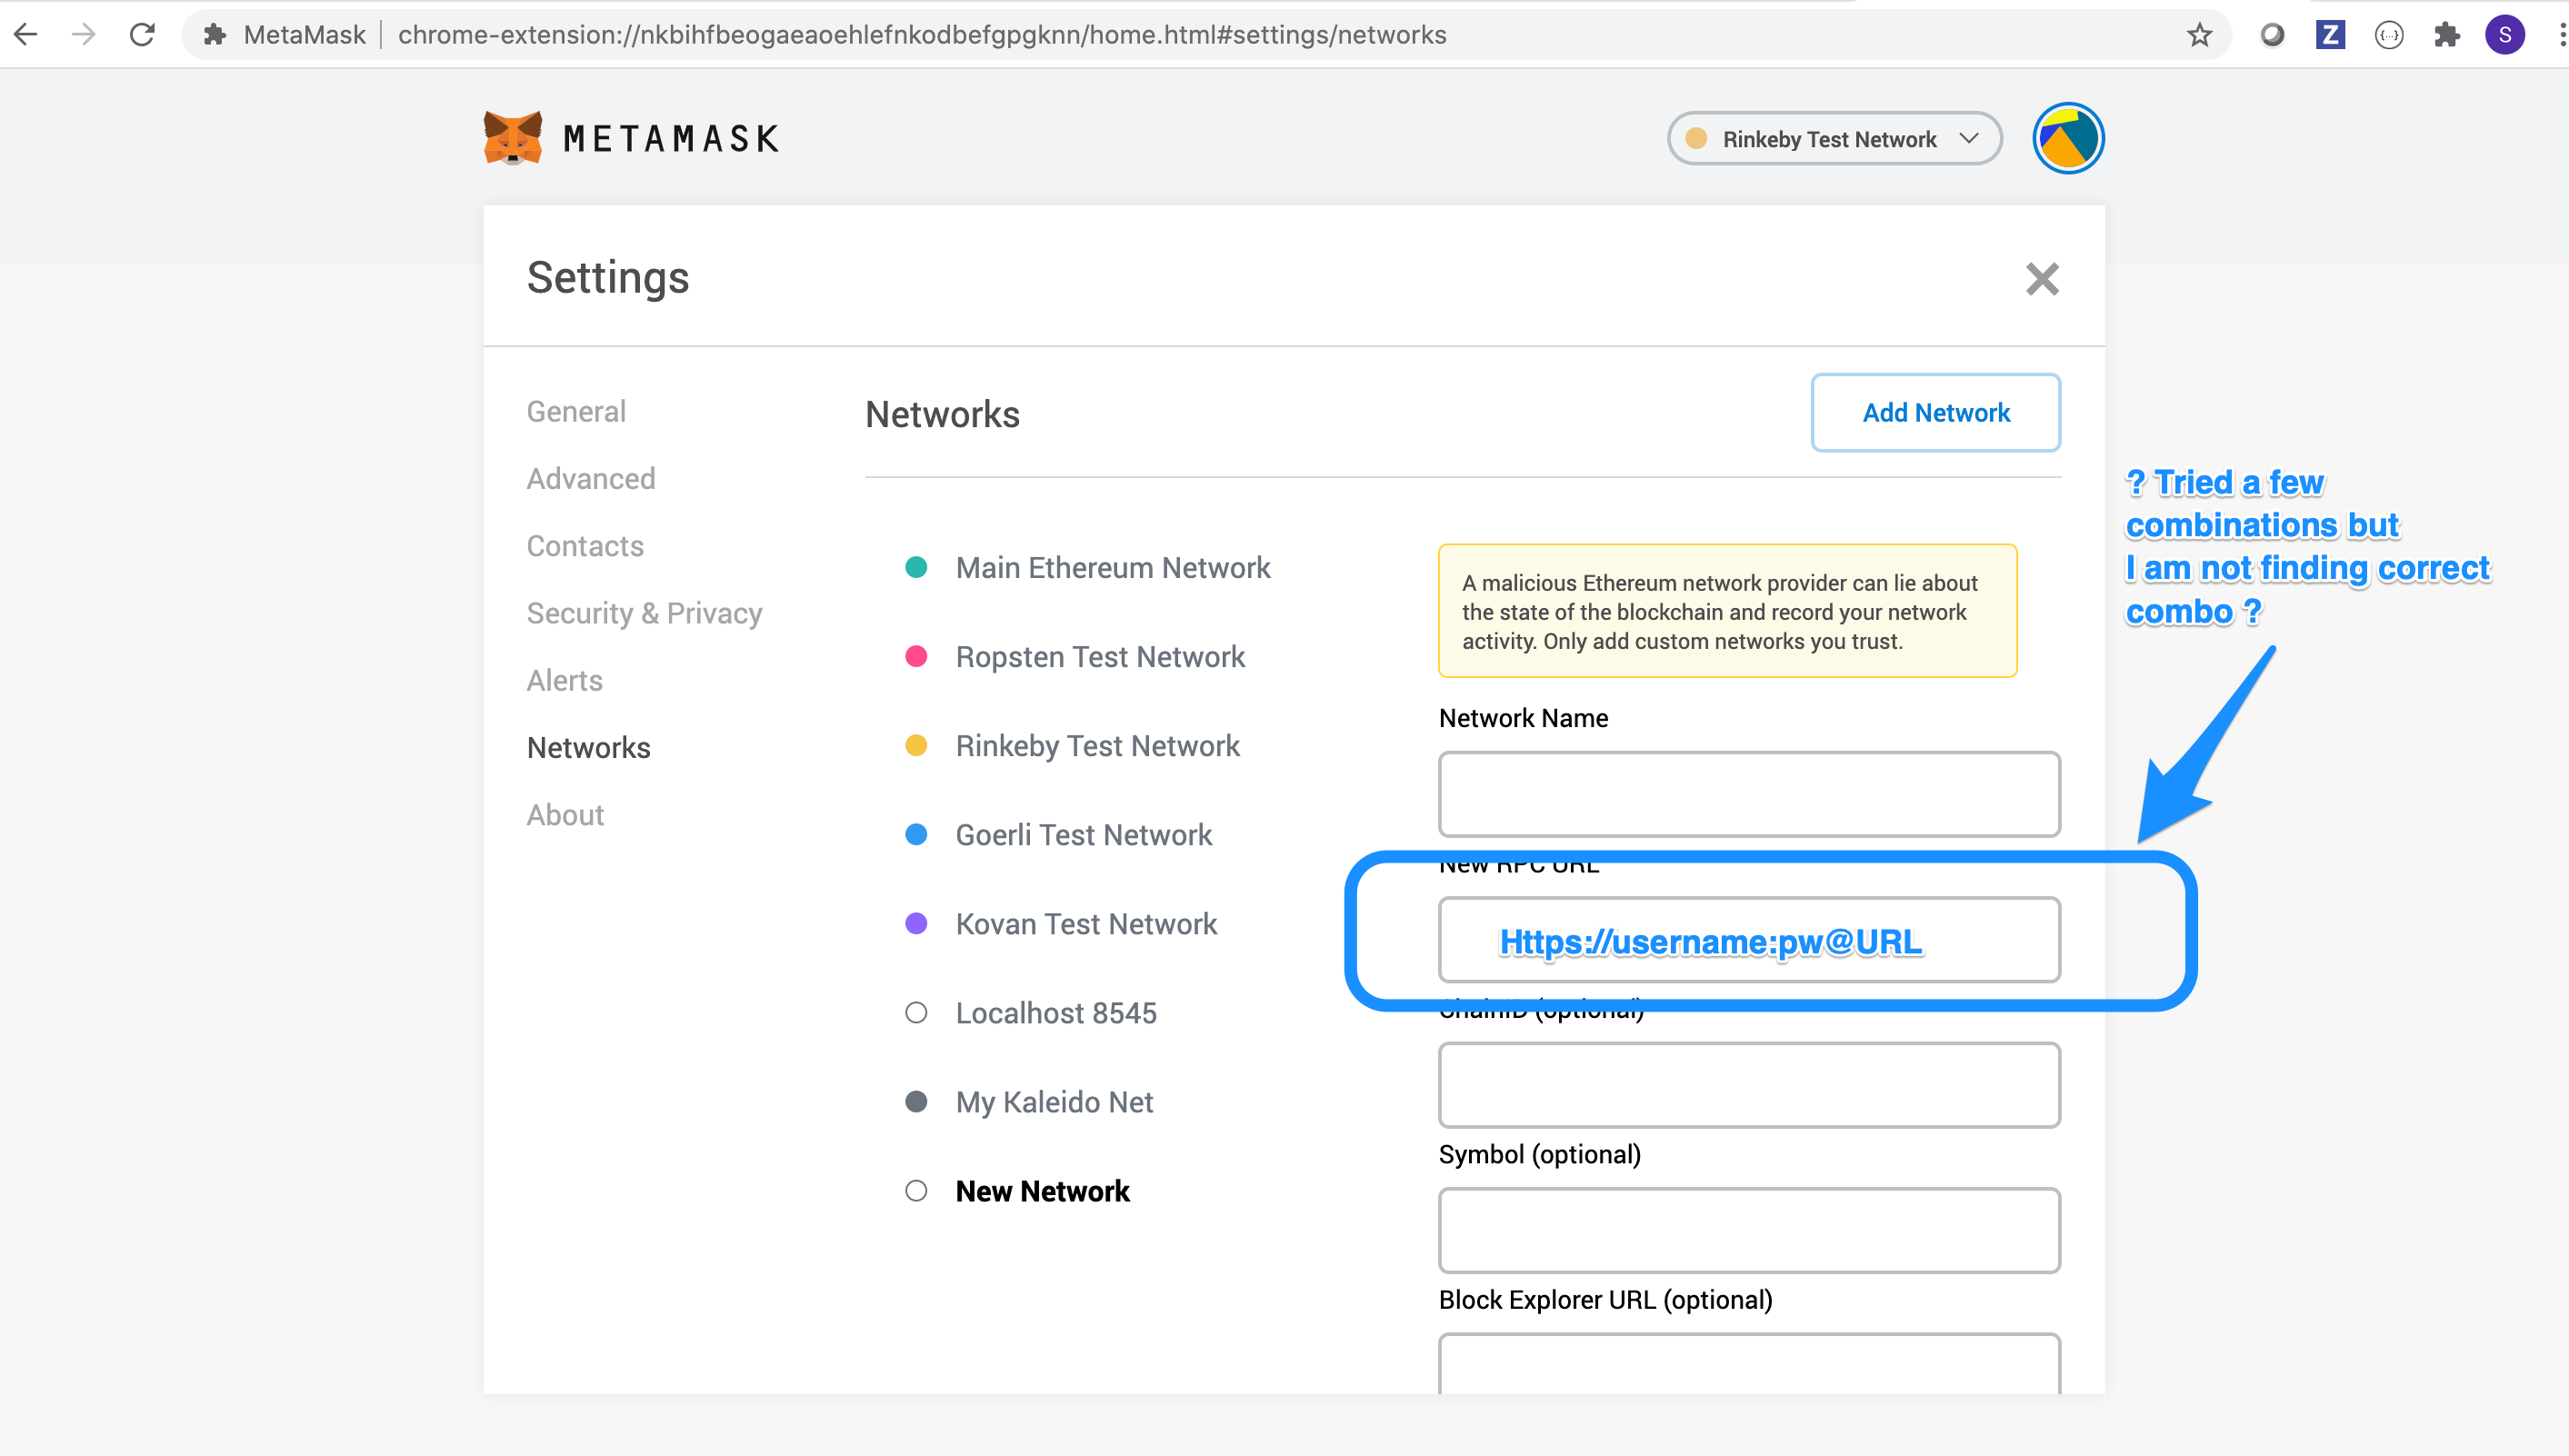 MetaMask
chrome-extension://nkbihfbeogaeaoehlefnkodbefgpgknn/home.html#settings/networks
Z
{...}
S
METAMASK
Rinkeby Test Network
Settings
General
Advanced
Contacts
Security & Privacy
Alerts
Networks
About
Networks
Add Network
Main Ethereum Network
Ropsten Test Network
Rinkeby Test Network
Goerli Test Network
Kovan Test Network
Localhost 8545
My Kaleido Net
New Network
A malicious Ethereum network provider can lie about
the state of the blockchain and record your network
activity. Only add custom networks you trust.
Network Name
New RPC URL
Https://username:pw@URL
ChainID (optional)
Symbol (optional)
Block Explorer URL (optional)
? Tried a few
combinations but
I am not finding correct
combo ?